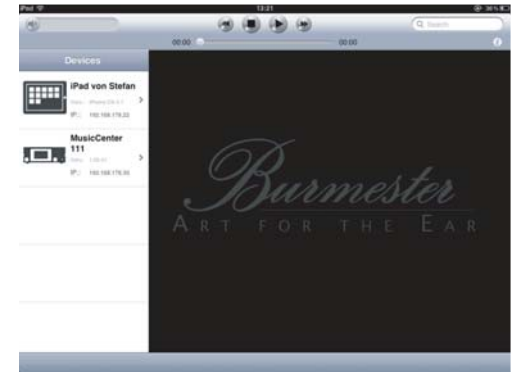 iPad
13:21
36 %
Search
00:00
00:00
Devices
iPad von Stefan
IP: 192.168.178.22
MusicCenter
111
IP: 192.168.178.30
Burmester
ART FOR THE EAR